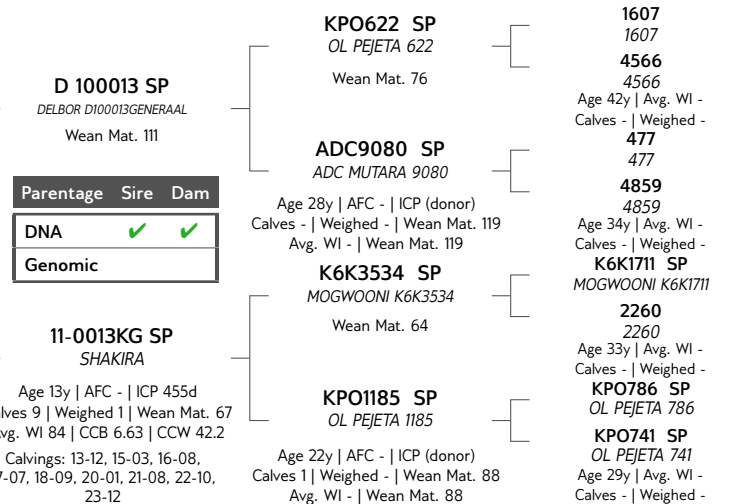 D 100013 SP
DELBOR D100013GENERAAL
Wean Mat. 111
Parentage Sire Dam
DNA ✔ ✔
Genomic
11-0013KG SP
SHAKIRA
Age 13y | AFC - | ICP 455d
alves 9 | Weighed 1 | Wean Mat. 67
vg. WI 84 | CCB 6.63 | CCW 42.2
Calvings: 13-12, 15-03, 16-08,
7-07, 18-09, 20-01, 21-08, 22-10,
23-12
KPO622 SP
OL PEJETA 622
Wean Mat. 76
ADC9080 SP
ADC MUTARA 9080
Age 28y | AFC - | ICP (donor)
Calves - | Weighed - | Wean Mat. 119
Avg. WI - | Wean Mat. 119
K6K3534 SP
MOGWOONI K6K3534
Wean Mat. 64
KPO1185 SP
OL PEJETA 1185
Age 22y | AFC - | ICP (donor)
Calves 1 | Weighed - | Wean Mat. 88
Avg. WI - | Wean Mat. 88
1607
1607
4566
4566
Age 42y | Avg. WI -
Calves - | Weighed -
477
477
4859
4859
Age 34y | Avg. WI -
Calves - | Weighed -
K6K1711 SP
MOGWOONI K6K1711
2260
2260
Age 33y | Avg. WI -
Calves - | Weighed -
KPO786 SP
OL PEJETA 786
KPO741 SP
OL PEJETA 741
Age 29y | Avg. WI -
Calves - | Weighed -